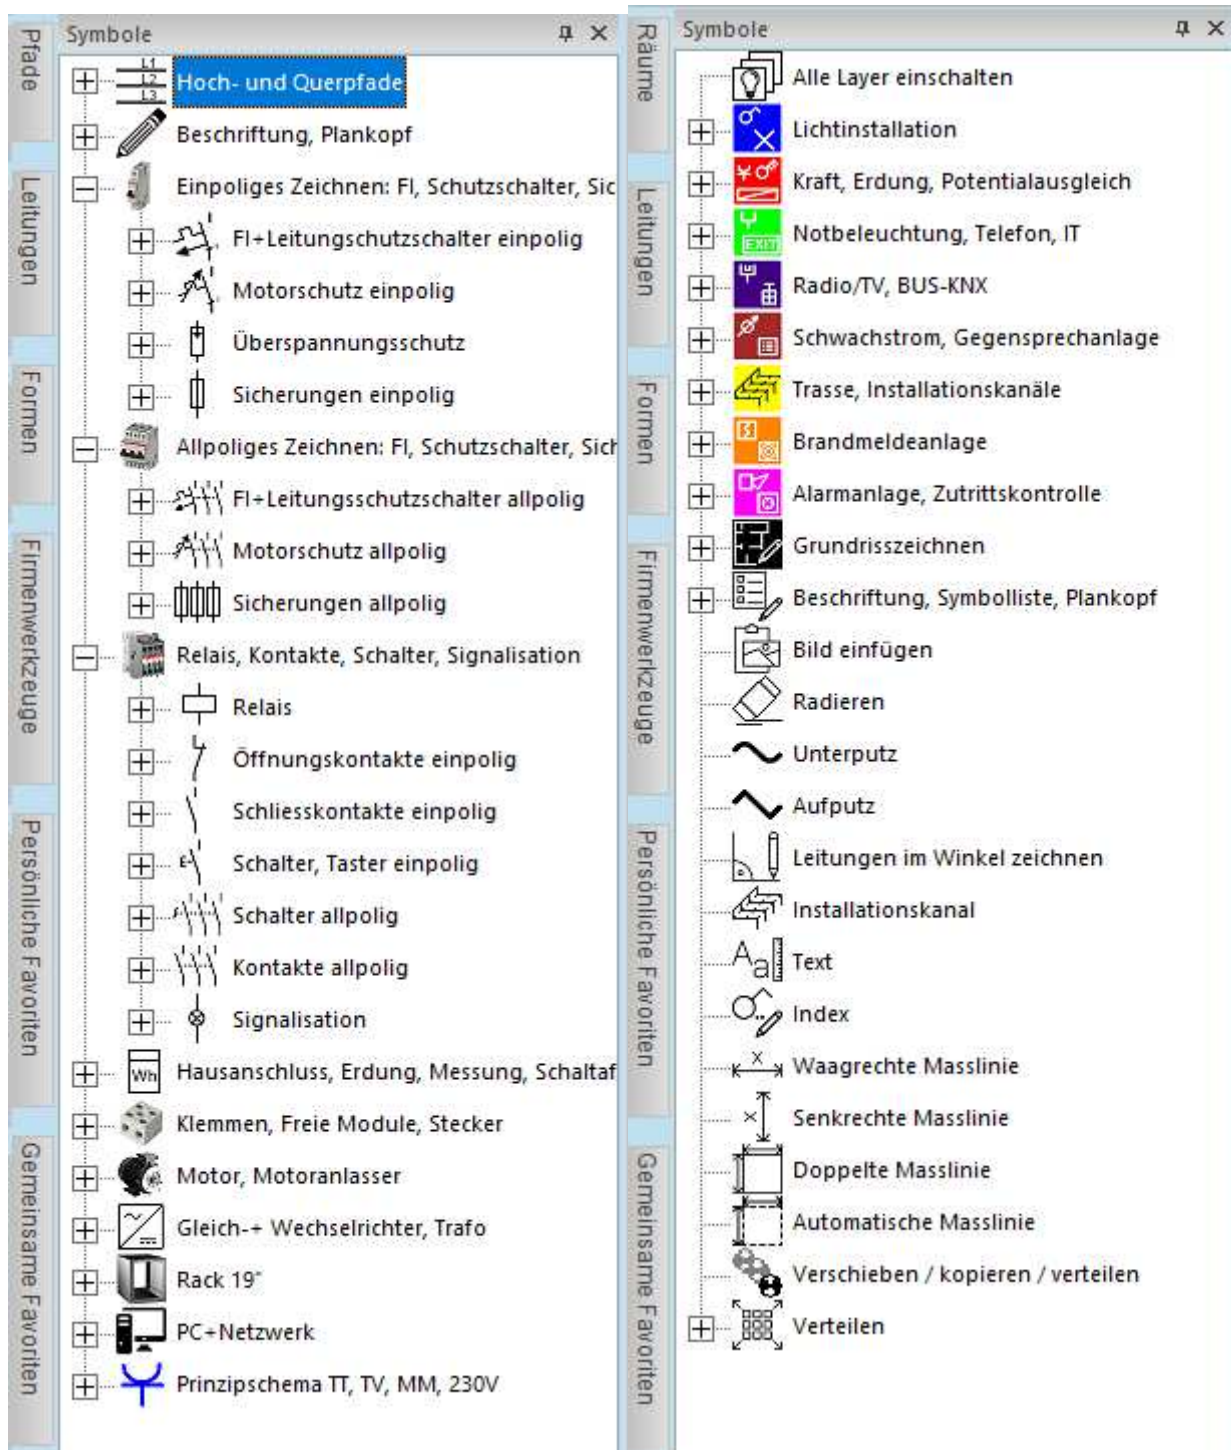 Symbole
Pfade
Leitungen
Formen
Firmenwerkzeuge
Persönliche Favoriten
Gemeinsame Favoriten
L1
L2
L3
Hoch- und Querpfade
Beschriftung, Plankopf
Einpoliges Zeichnen: FI, Schutzschalter, Sic
FI+Leitungschutzschalter einpolig
Motorschutz einpolig
Überspannungsschutz
Sicherungen einpolig
Allpoliges Zeichnen: FI, Schutzschalter, Sich
FI+Leitungsschutzschalter allpolig
Motorschutz allpolig
Sicherungen allpolig
Relais, Kontakte, Schalter, Signalisation
Relais
Öffnungskontakte einpolig
Schliesskontakte einpolig
Schalter, Taster einpolig
Schalter allpolig
Kontakte allpolig
Signalisation
Wh
Hausanschluss, Erdung, Messung, Schaltaf
Klemmen, Freie Module, Stecker
Motor, Motoranlasser
Gleich-+ Wechselrichter, Trafo
Rack 19"
PC+Netzwerk
Prinzipschema TT, TV, MM, 230V
Symbole
Räume
Leitungen
Formen
Firmenwerkzeuge
Persönliche Favoriten
Gemeinsame Favoriten
Alle Layer einschalten
Lichtinstallation
Kraft, Erdung, Potentialausgleich
EXIT
Notbeleuchtung, Telefon, IT
Radio/TV, BUS-KNX
Schwachstrom, Gegensprechanlage
Trasse, Installationskanäle
Brandmeldeanlage
Alarmanlage, Zutrittskontrolle
Grundrisszeichnen
Beschriftung, Symbolliste, Plankopf
Bild einfügen
Radieren
Unterputz
Aufputz
Leitungen im Winkel zeichnen
Installationskanal
Aa
Text
Index
x
Waagrechte Masslinie
x
Senkrechte Masslinie
Doppelte Masslinie
Automatische Masslinie
Verschieben / kopieren / verteilen
Verteilen